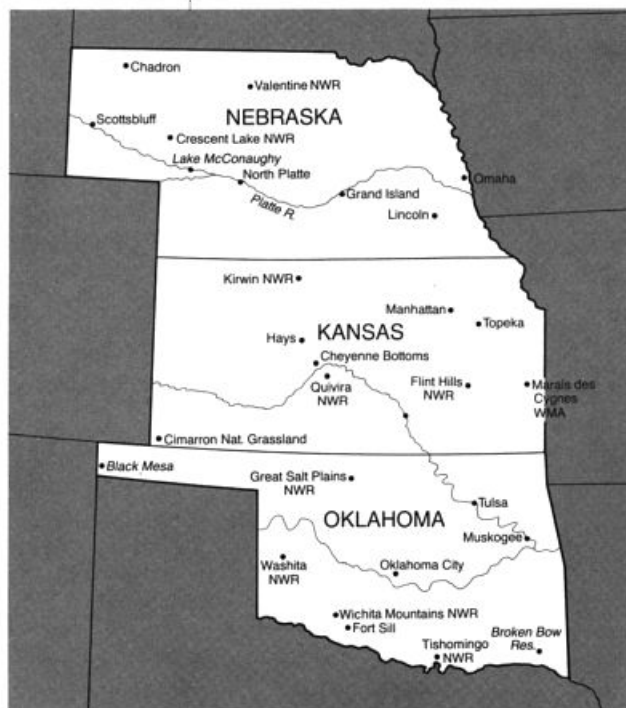 Chadron
Valentine NWR
NEBRASKA
Scottsbluff
Crescent Lake NWR
Lake McConaughy
North Platte
Omaha
Platte R.
Grand Island
Lincoln
Kirwin NWR
Manhattan
Topeka
KANSAS
Hays
Cheyenne Bottoms
Quivira
NWR
Flint Hills
NWR
Marais des
Cygnes
WMA
Cimarron Nat. Grassland
Black Mesa
Great Salt Plains
NWR
Tulsa
OKLAHOMA
Muskogee
Washita
NWR
Oklahoma City
Wichita Mountains NWR
Fort Sill
Tishomingo
NWR
Broken Bow
Res.